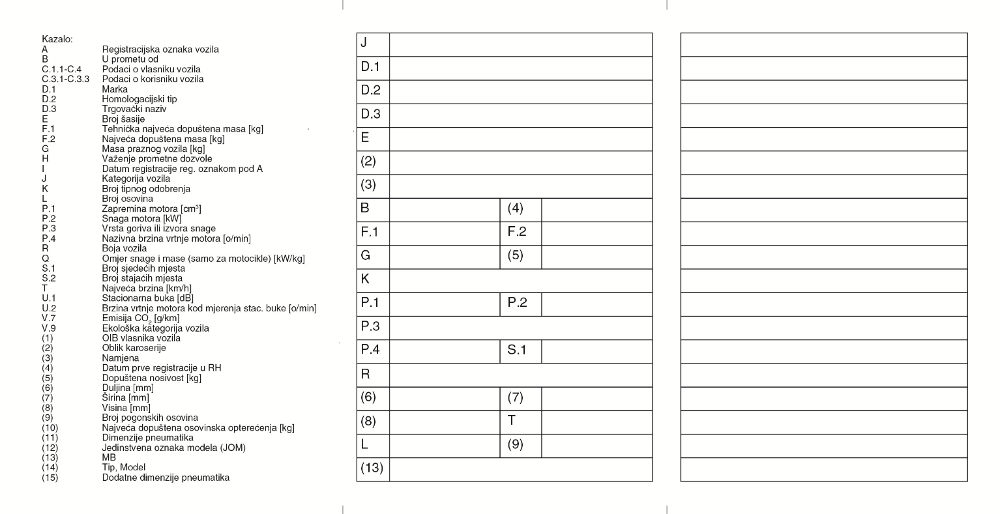 Kazalo:
A Registracijska oznaka vozila
B U prometu od
C.1.1-C.4 Podaci o vlasniku vozila
C.3.1-C.3.3 Podaci o korisniku vozila
D.1 Marka
D.2 Homologacijski tip
D.3 Trgovački naziv
E Broj šasije
F.1 Tehnička najveća dopuštena masa [kg]
F.2 Najveća dopuštena masa [kg]
G Masa praznog vozila [kg]
H Važenje prometne dozvole
I Datum registracije reg. oznakom pod A
J Kategorija vozila
K Broj tipnog odobrenja
L Broj osovina
P.1 Zapremina motora [cm³]
P.2 Snaga motora [kW]
P.3 Vrsta goriva ili izvora snage
P.4 Nazivna brzina vrtnje motora [o/min]
R Boja vozila
Q Omjer snage i mase (samo za motocikle) [kW/kg]
S.1 Broj sjedećih mjesta
S.2 Broj stajaćih mjesta
T Najveća brzina [km/h]
U.1 Stacionarna buka [dB]
U.2 Brzina vrtnje motora kod mjerenja stac. buke [o/min]
V.7 Emisija CO₂ [g/km]
V.9 Ekološka kategorija vozila
(1) OIB vlasnika vozila
(2) Oblik karoserije
(3) Namjena
(4) Datum prve registracije u RH
(5) Dopuštena nosivost [kg]
(6) Duljina [mm]
(7) Širina [mm]
(8) Visina [mm]
(9) Broj pogonskih osovina
(10) Najveća dopuštena osovinska opterećenja [kg]
(11) Dimenzije pneumatika
(12) Jedinstvena oznaka modela (JOM)
(13) MB
(14) Tip, Model
(15) Dodatne dimenzije pneumatika
J
D.1
D.2
D.3
E
(2)
(3)
B (4)
F.1 F.2
G (5)
K
P.1 P.2
P.3
P.4 S.1
R
(6) (7)
(8) T
L (9)
(13)